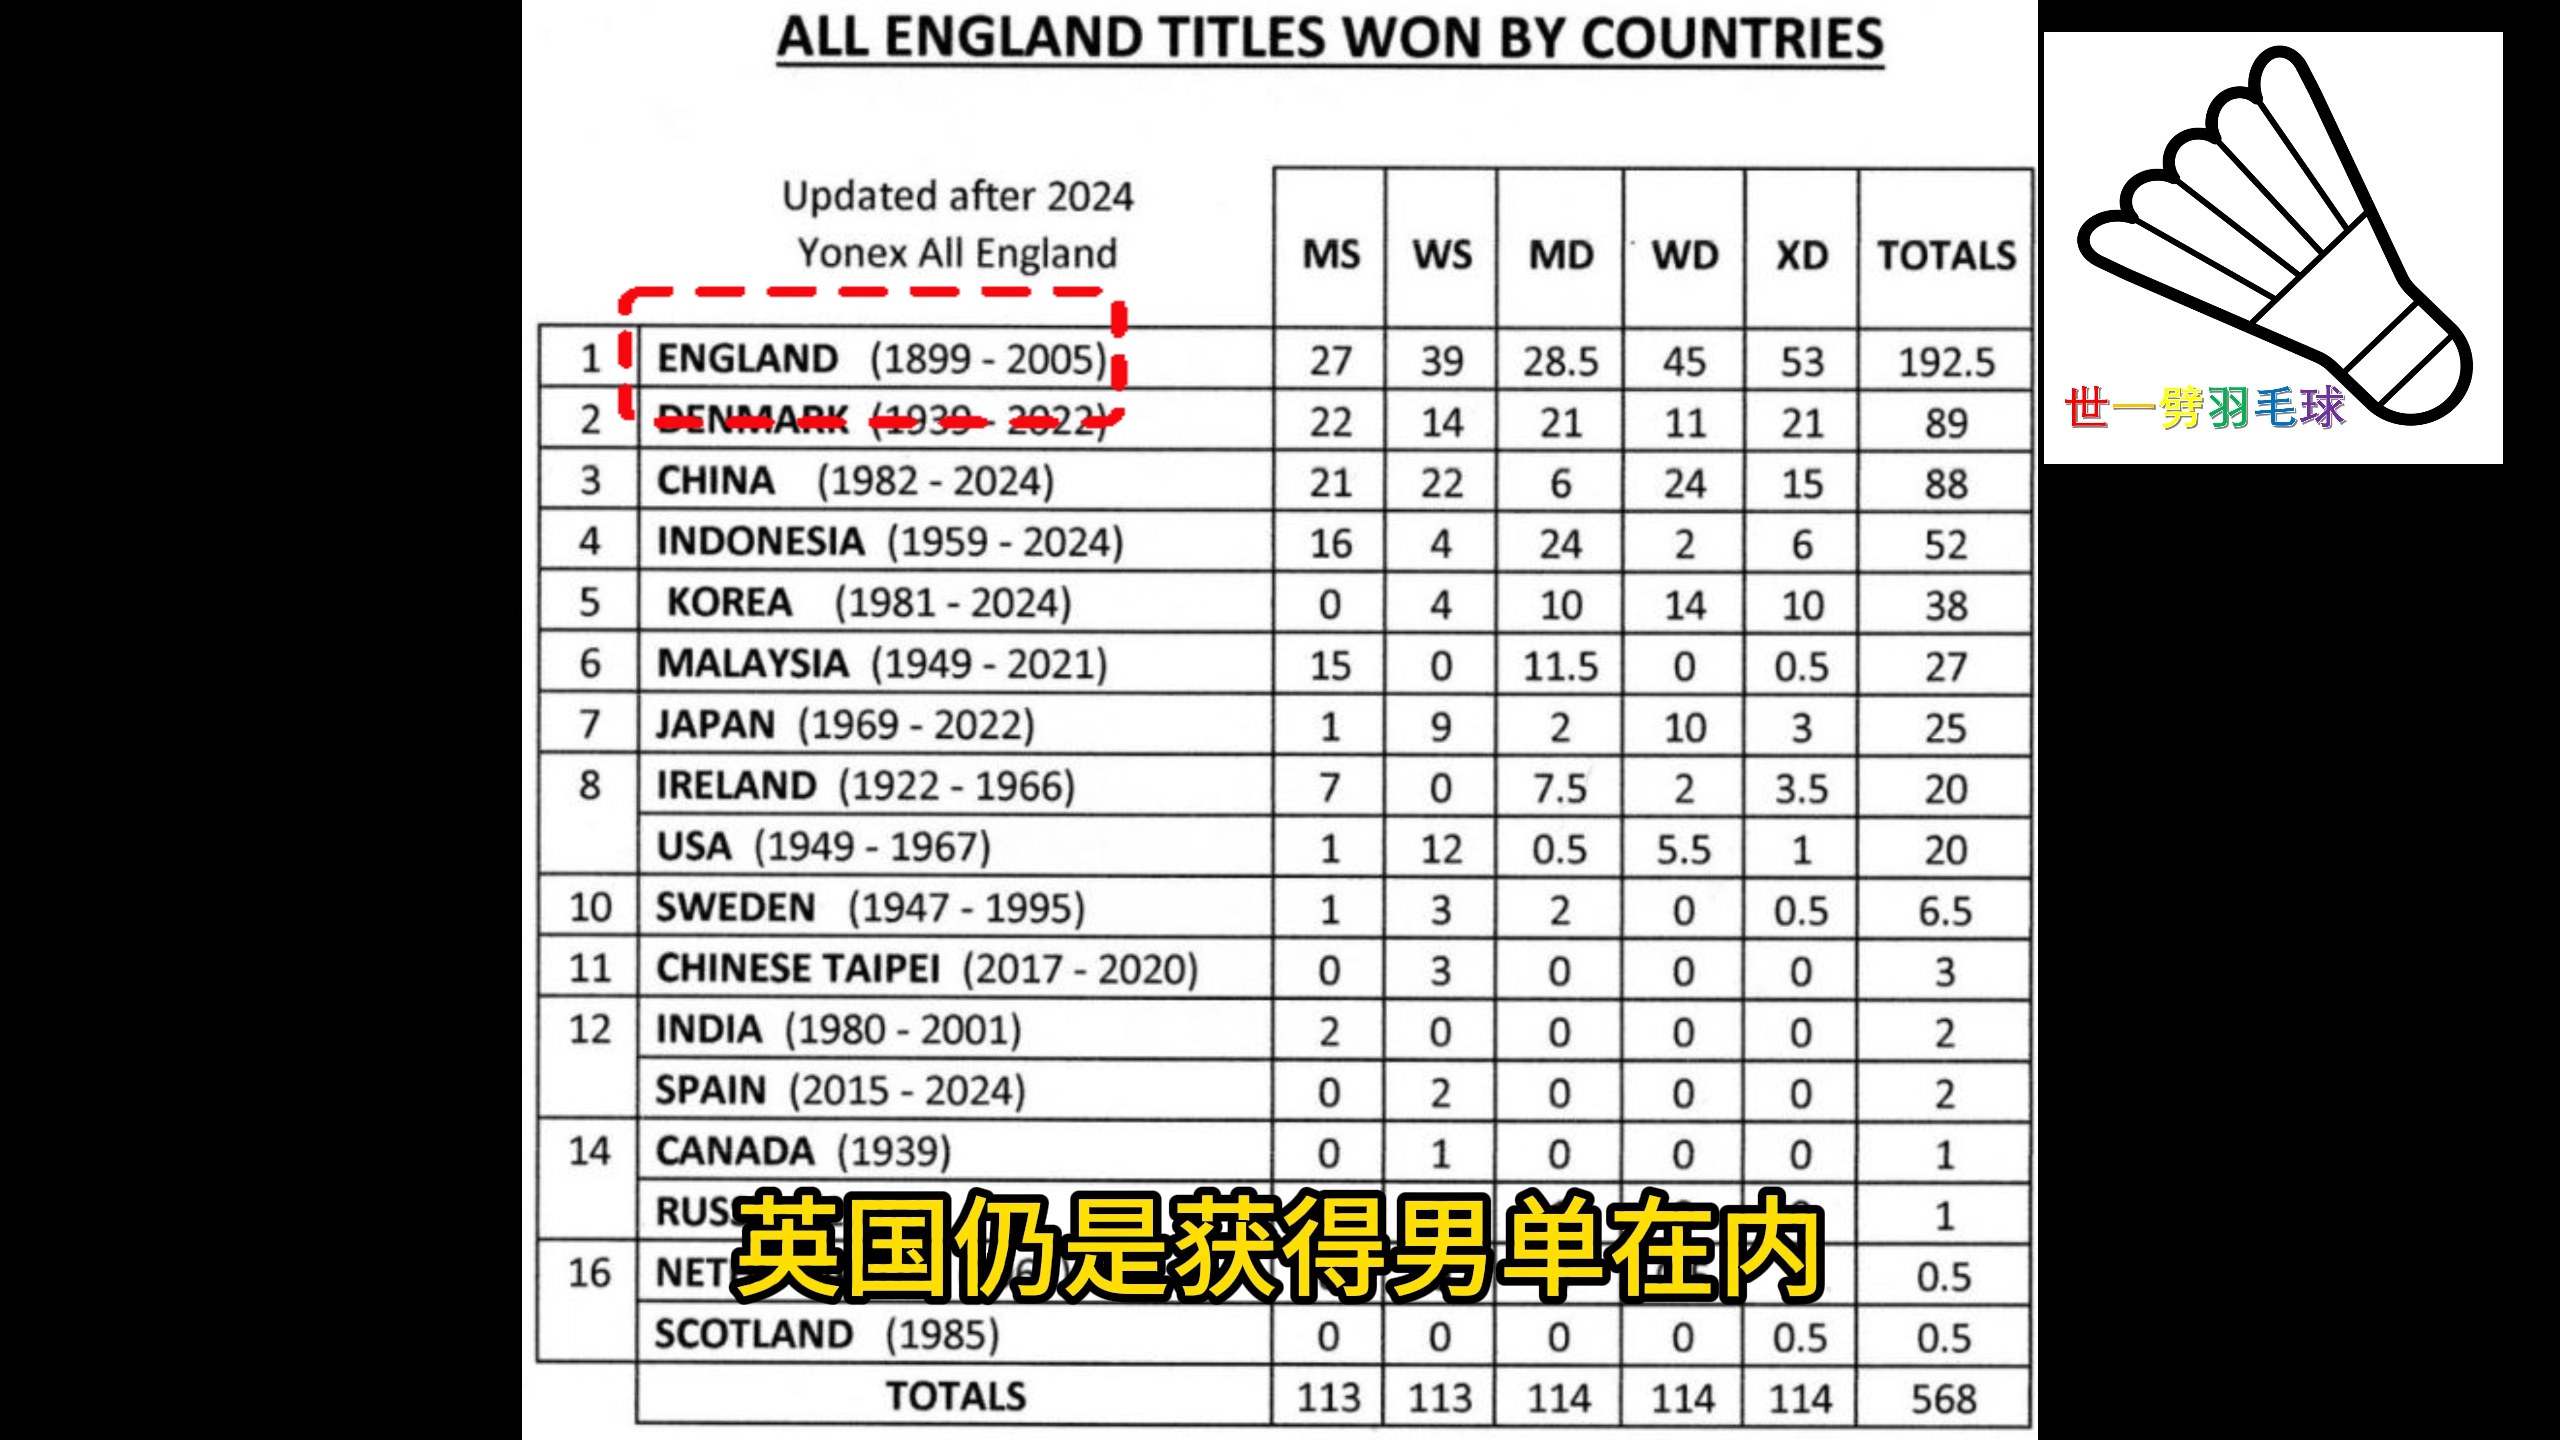 ALL ENGLAND TITLES WON BY COUNTRIES
Updated after 2024
Yonex All England
MS WS MD WD XD TOTALS
1 ENGLAND (1899 - 2005) 27 39 28.5 45 53 192.5
2 DENMARK (1939 - 2022) 22 14 21 11 21 89
3 CHINA (1982 - 2024) 21 22 6 24 15 88
4 INDONESIA (1959 - 2024) 16 4 24 2 6 52
5 KOREA (1981 - 2024) 0 4 10 14 10 38
6 MALAYSIA (1949 - 2021) 15 0 11.5 0 0.5 27
7 JAPAN (1969 - 2022) 1 9 2 10 3 25
8 IRELAND (1922 - 1966) 7 0 7.5 2 3.5 20
USA (1949 - 1967) 1 12 0.5 5.5 1 20
10 SWEDEN (1947 - 1995) 1 3 2 0 0.5 6.5
11 CHINESE TAIPEI (2017 - 2020) 0 3 0 0 0 3
12 INDIA (1980 - 2001) 2 0 0 0 0 2
SPAIN (2015 - 2024) 0 2 0 0 0 2
14 CANADA (1939) 0 1 0 0 0 1
1
16 0.5
SCOTLAND (1985) 0 0 0 0 0.5 0.5
TOTALS 113 113 114 114 114 568
英国仍是获得男单在内
世一劈羽毛球